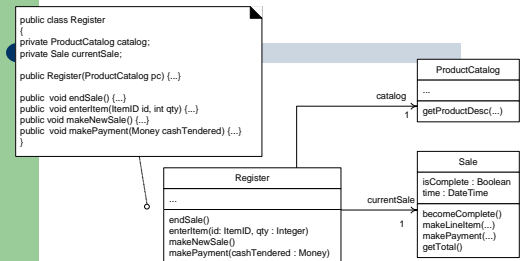 public class Register
{
private ProductCatalog catalog;
private Sale currentSale;
public Register(ProductCatalog pc) {...}
public void endSale() {...}
public void enterItem(ItemID id, int qty) {...}
public void makeNewSale() {...}
public void makePayment(Money cashTendered) {...}
}
ProductCatalog
...
getProductDesc(...)
catalog
1
Register
...
endSale()
enterItem(id: ItemID, qty : Integer)
makeNewSale()
makePayment(cashTendered : Money)
currentSale
1
Sale
isComplete : Boolean
time : DateTime
becomeComplete()
makeLineItem(...)
makePayment(...)
getTotal()